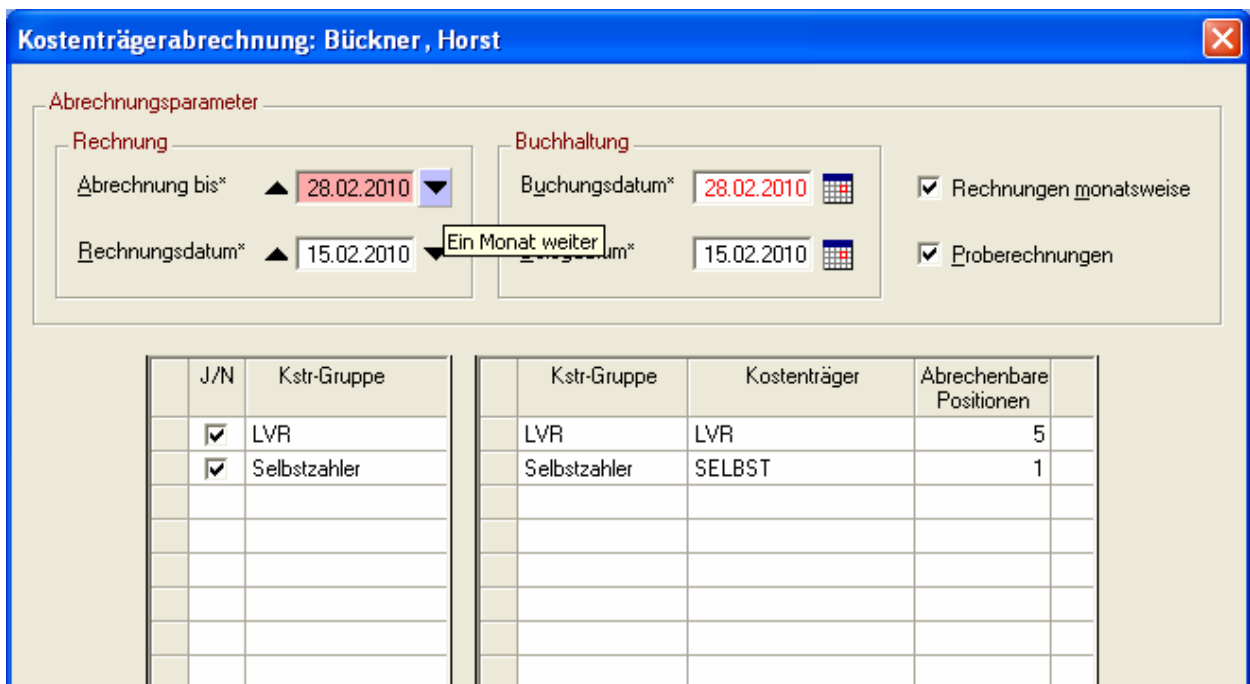 Kostenträgerabrechnung: Bückner, Horst
Abrechnungsparameter
Rechnung
Abrechnung bis* 28.02.2010
Rechnungsdatum* 15.02.2010
Ein Monat weiter
Buchhaltung
Buchungsdatum* 28.02.2010
15.02.2010
Rechnungen monatsweise
Proberechnungen
J/N Kstr-Gruppe
LVR
Selbstzahler
Kstr-Gruppe Kostenträger Abrechenbare
Positionen
LVR LVR 5
Selbstzahler SELBST 1